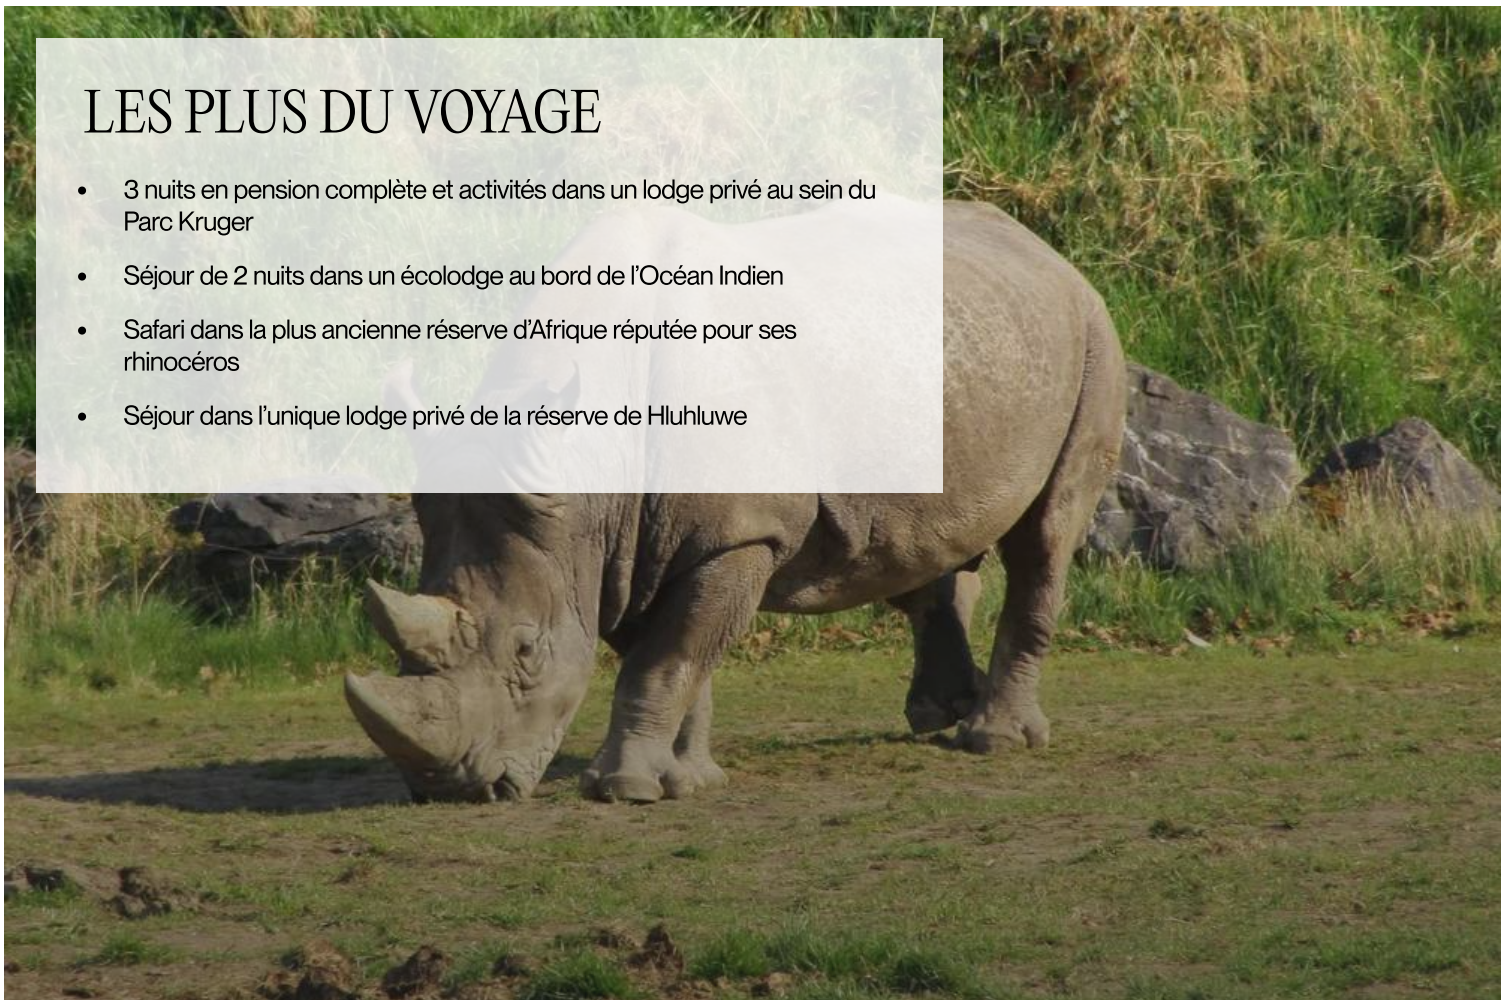 LES PLUS DU VOYAGE
• 3 nuits en pension complète et activités dans un lodge privé au sein du
Parc Kruger
• Séjour de 2 nuits dans un écolodge au bord de l’Océan Indien
• Safari dans la plus ancienne réserve d’Afrique réputée pour ses
rhinocéros
• Séjour dans l’unique lodge privé de la réserve de Hluhluwe